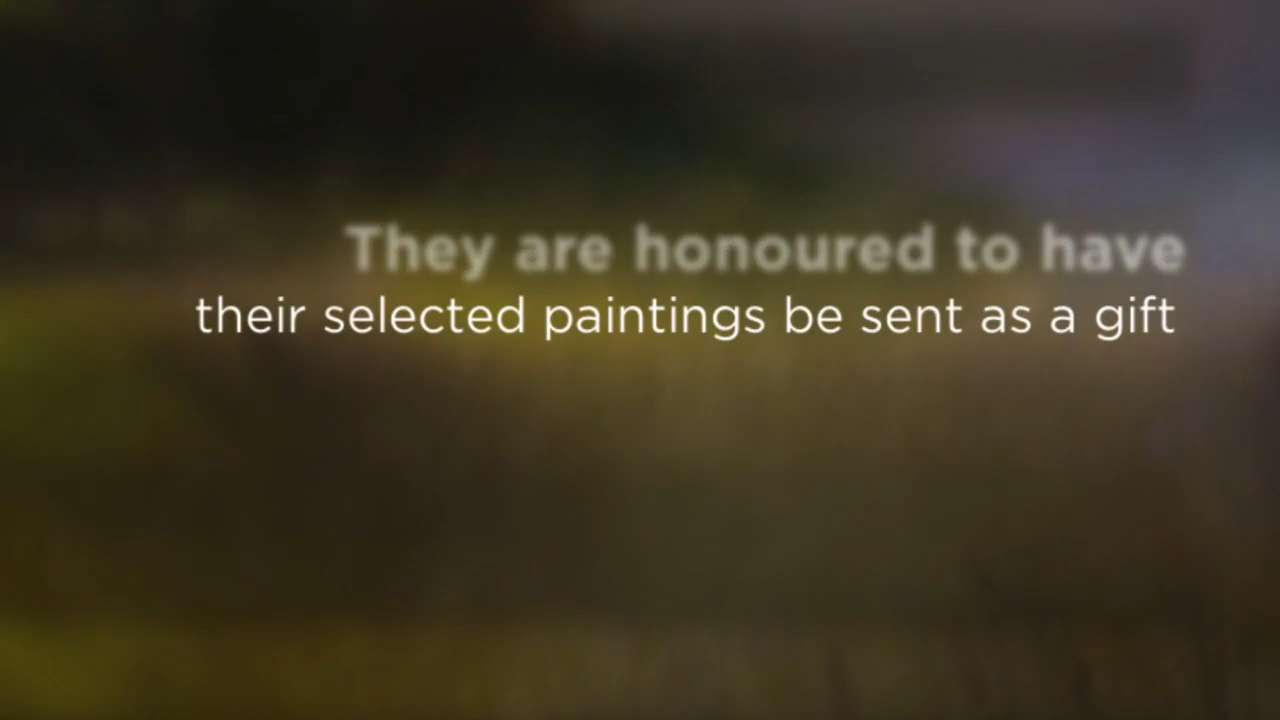 They are honoured to have
their selected paintings be sent as a gift